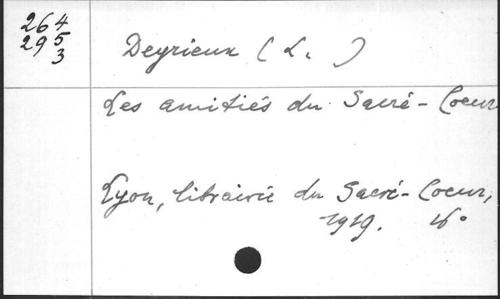 264
295
3
Deyrieux (L. )
Les amitiés du Sacré-Coeur
Lyon, librairie du Sacré-Coeur,
1919. 16°